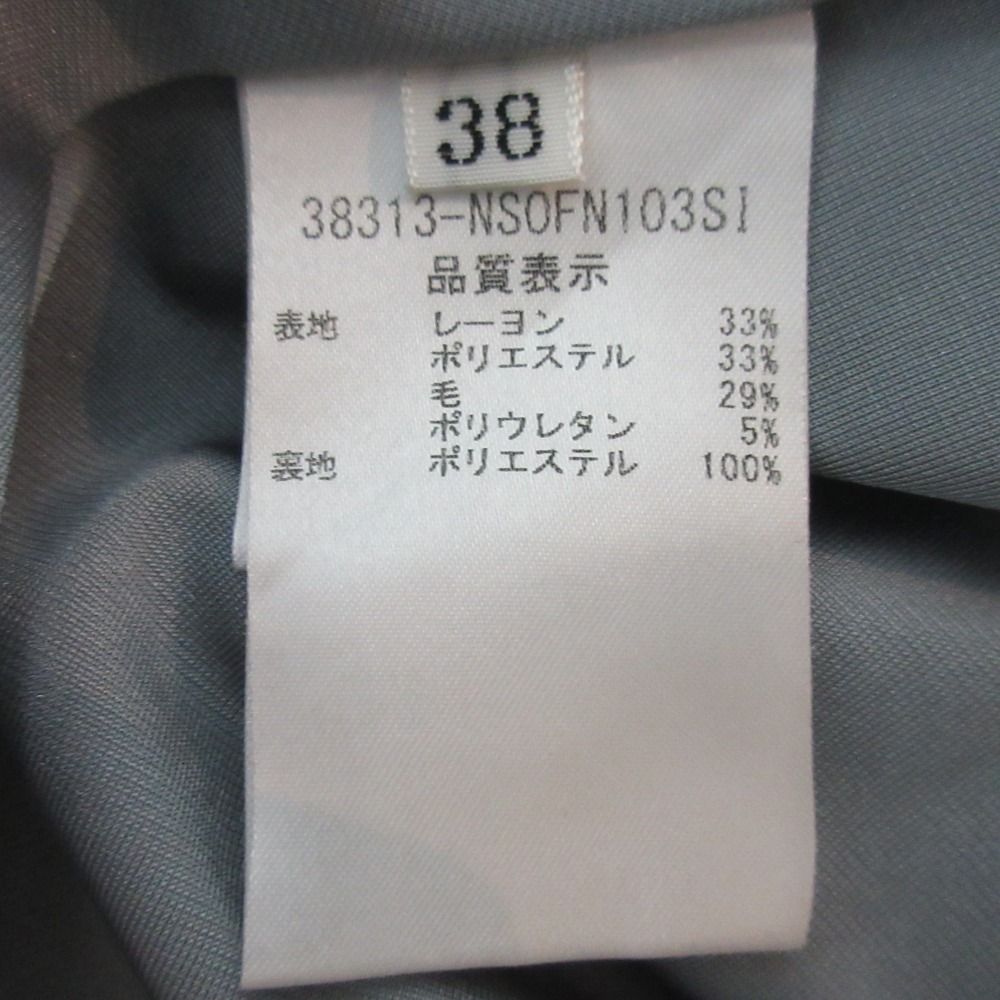 38
38313-NSOFN103SI
品質表示
表地 レーヨン 33%
ポリエステル 33%
毛 29%
ポリウレタン 5%
裏地 ポリエステル 100%